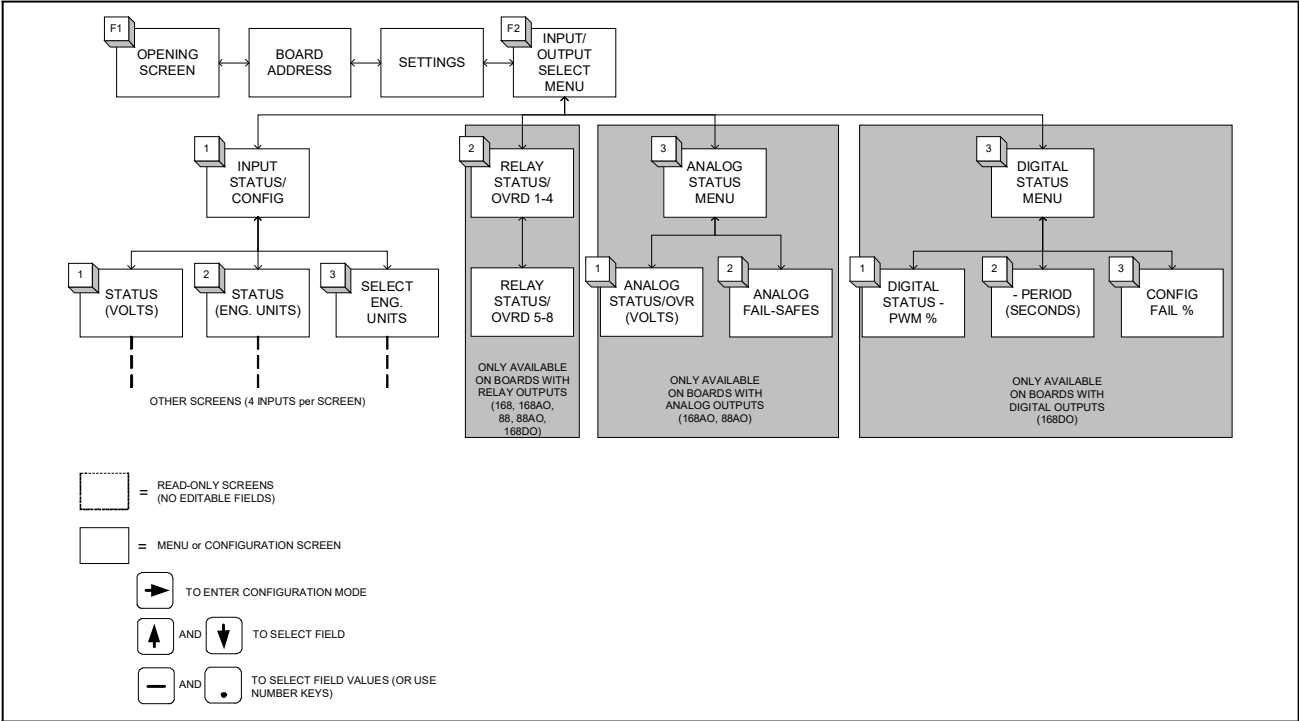 F1
OPENING
SCREEN
BOARD
ADDRESS
SETTINGS
F2
INPUT/
OUTPUT
SELECT
MENU
1
INPUT
STATUS/
CONFIG
2
RELAY
STATUS/
OVRD 1-4
3
ANALOG
STATUS
MENU
3
DIGITAL
STATUS
MENU
1
STATUS
(VOLTS)
2
STATUS
(ENG. UNITS)
3
SELECT
ENG.
UNITS
RELAY
STATUS/
OVRD 5-8
1
ANALOG
STATUS/OVR
(VOLTS)
2
ANALOG
FAIL-SAFES
1
DIGITAL
STATUS -
PWM %
2
- PERIOD
(SECONDS)
3
CONFIG
FAIL %
OTHER SCREENS (4 INPUTS per SCREEN)
ONLY AVAILABLE
ON BOARDS WITH
RELAY OUTPUTS
(168, 168AO,
88, 88AO,
168DO)
ONLY AVAILABLE
ON BOARDS WITH
ANALOG OUTPUTS
(168AO, 88AO)
ONLY AVAILABLE
ON BOARDS WITH
DIGITAL OUTPUTS
(168DO)
= READ-ONLY SCREENS
(NO EDITABLE FIELDS)
= MENU or CONFIGURATION SCREEN
TO ENTER CONFIGURATION MODE
AND TO SELECT FIELD
– AND . TO SELECT FIELD VALUES (OR USE
NUMBER KEYS)